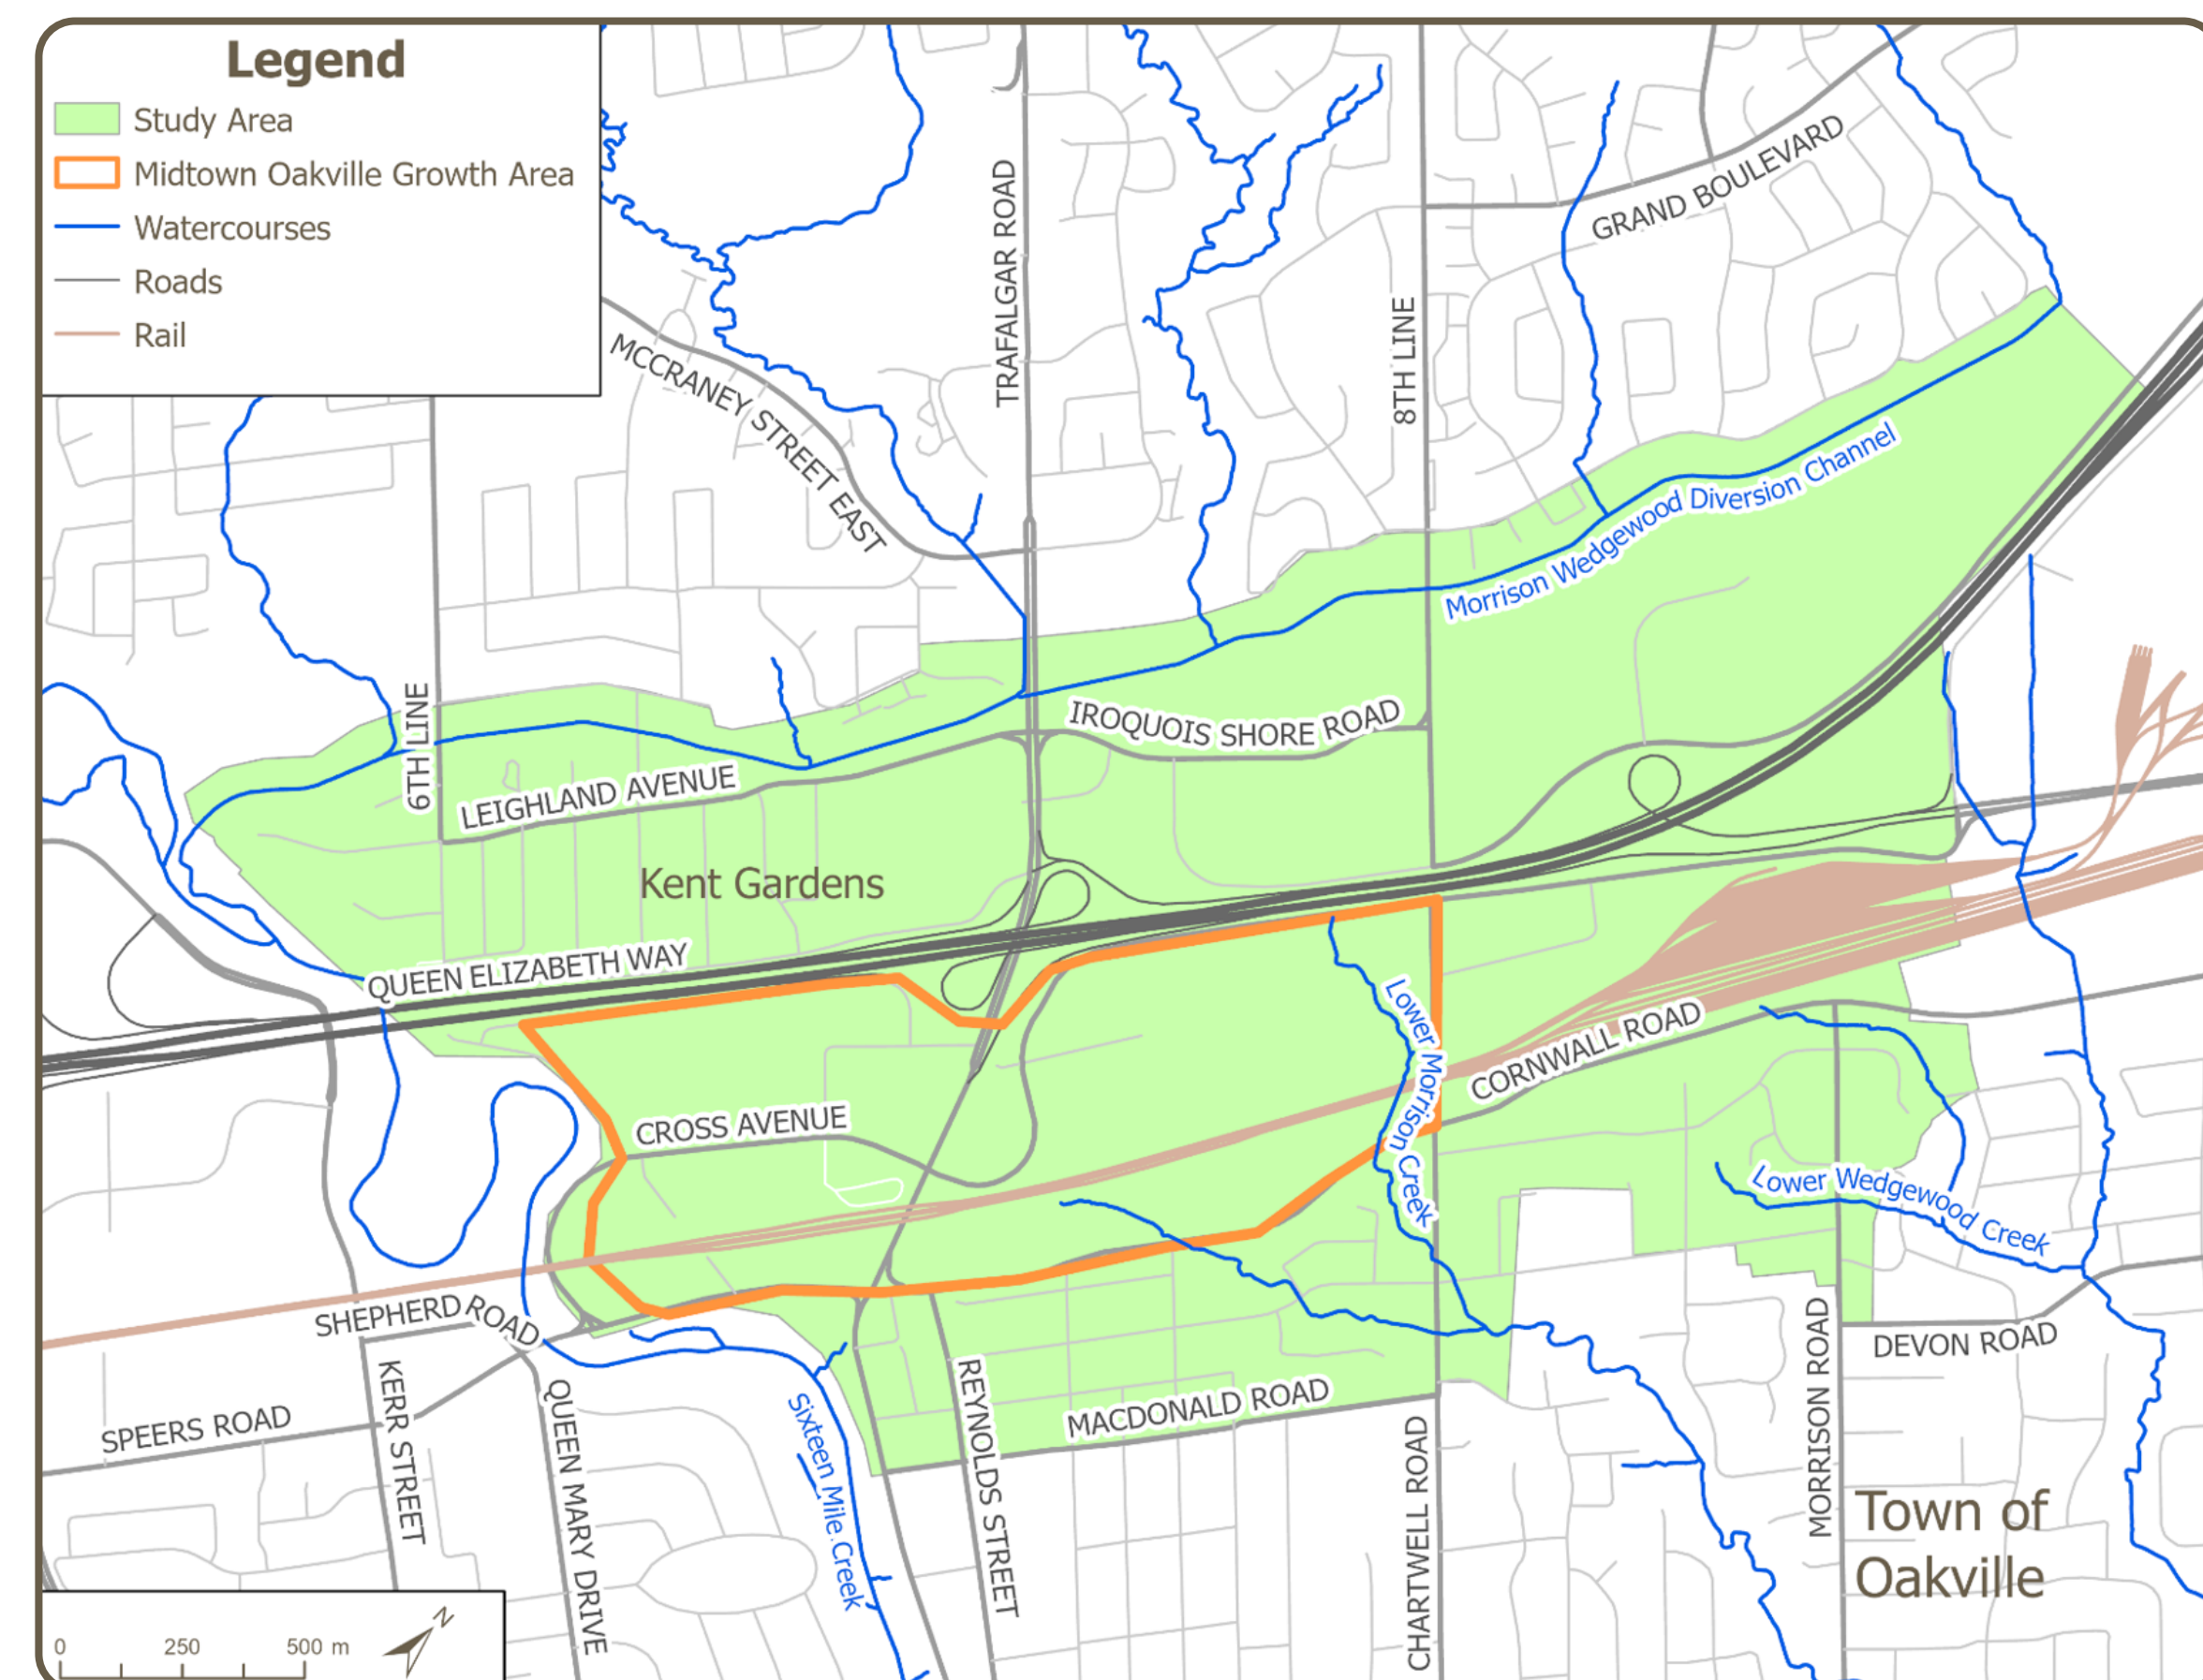 Legend
Study Area
Midtown Oakville Growth Area
Watercourses
Roads
Rail
TRAFALGAR ROAD
GRAND BOULEVARD
8TH LINE
MCCRANEY STREET EAST
Morrison Wedgewood Diversion Channel
6TH LINE
IROQUOIS SHORE ROAD
LEIGHLAND AVENUE
Kent Gardens
QUEEN ELIZABETH WAY
Lower Morrison Creek
CORNWALL ROAD
CROSS AVENUE
Lower Wedgewood Creek
SHEPHERD ROAD
DEVON ROAD
KERR STREET
QUEEN MARY DRIVE
SPEERS ROAD
Sixteen Mile Creek
REYNOLDS STREET
MACDONALD ROAD
CHARTWELL ROAD
MORRISON ROAD
Town of
Oakville
N
0 250 500 m